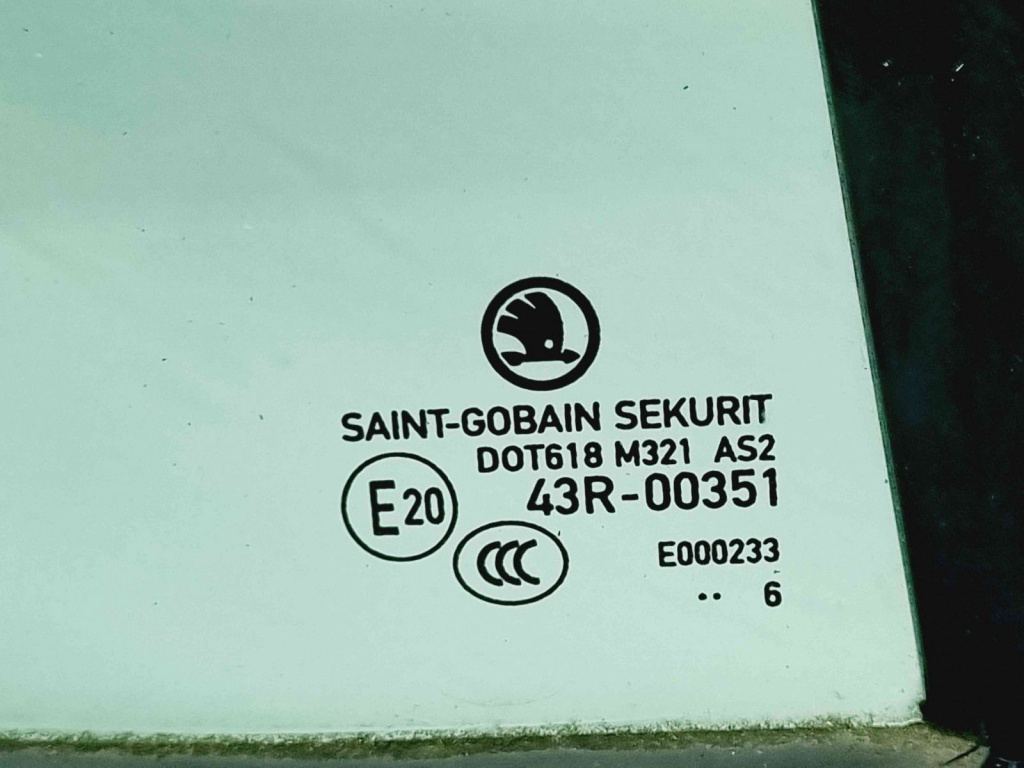 SAINT-GOBAIN SEKURIT
DOT618 M321 AS2
E20 43R-00351
CCC E000233
.. 6